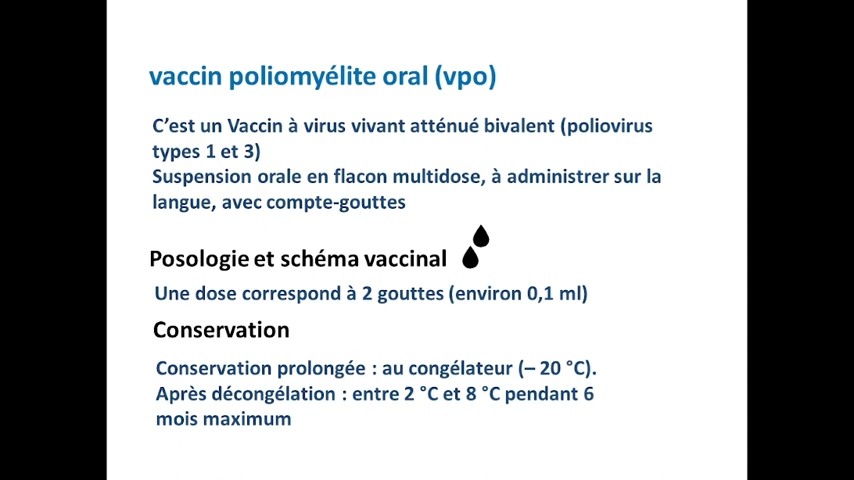 vaccin poliomyélite oral (vpo)
C’est un Vaccin à virus vivant atténué bivalent (poliovirus
types 1 et 3)
Suspension orale en flacon multidose, à administrer sur la
langue, avec compte-gouttes
Posologie et schéma vaccinal
Une dose correspond à 2 gouttes (environ 0,1 ml)
Conservation
Conservation prolongée : au congélateur (– 20 °C).
Après décongélation : entre 2 °C et 8 °C pendant 6
mois maximum